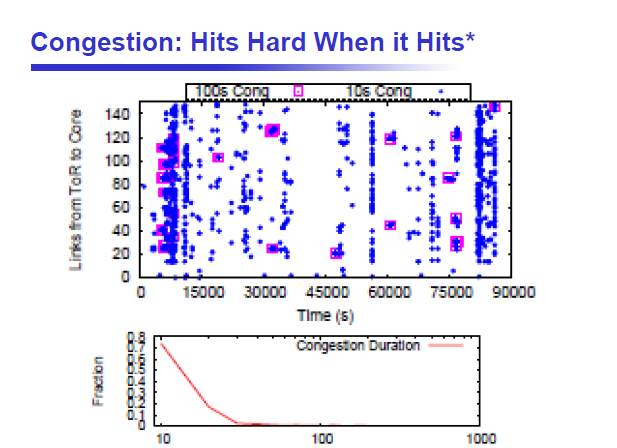 Congestion: Hits Hard When it Hits*
100s Cong 10s Cong
Links from ToR to Core
140
120
100
80
60
40
20
0
0 15000 30000 45000 60000 75000 90000
Time (s)
Congestion Duration
Fraction
0.8
0.7
0.6
0.5
0.4
0.3
0.2
0.1
0
10 100 1000